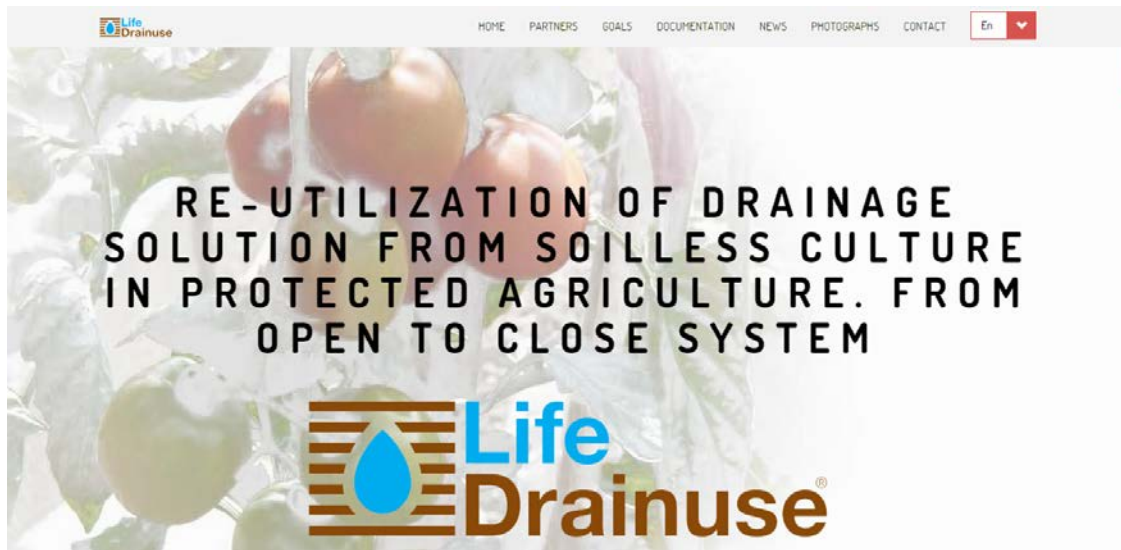 Life
Drainuse
HOME PARTNERS GOALS DOCUMENTATION NEWS PHOTOGRAPHS CONTACT En
RE-UTILIZATION OF DRAINAGE
SOLUTION FROM SOILLESS CULTURE
IN PROTECTED AGRICULTURE. FROM
OPEN TO CLOSE SYSTEM
Life
Drainuse®